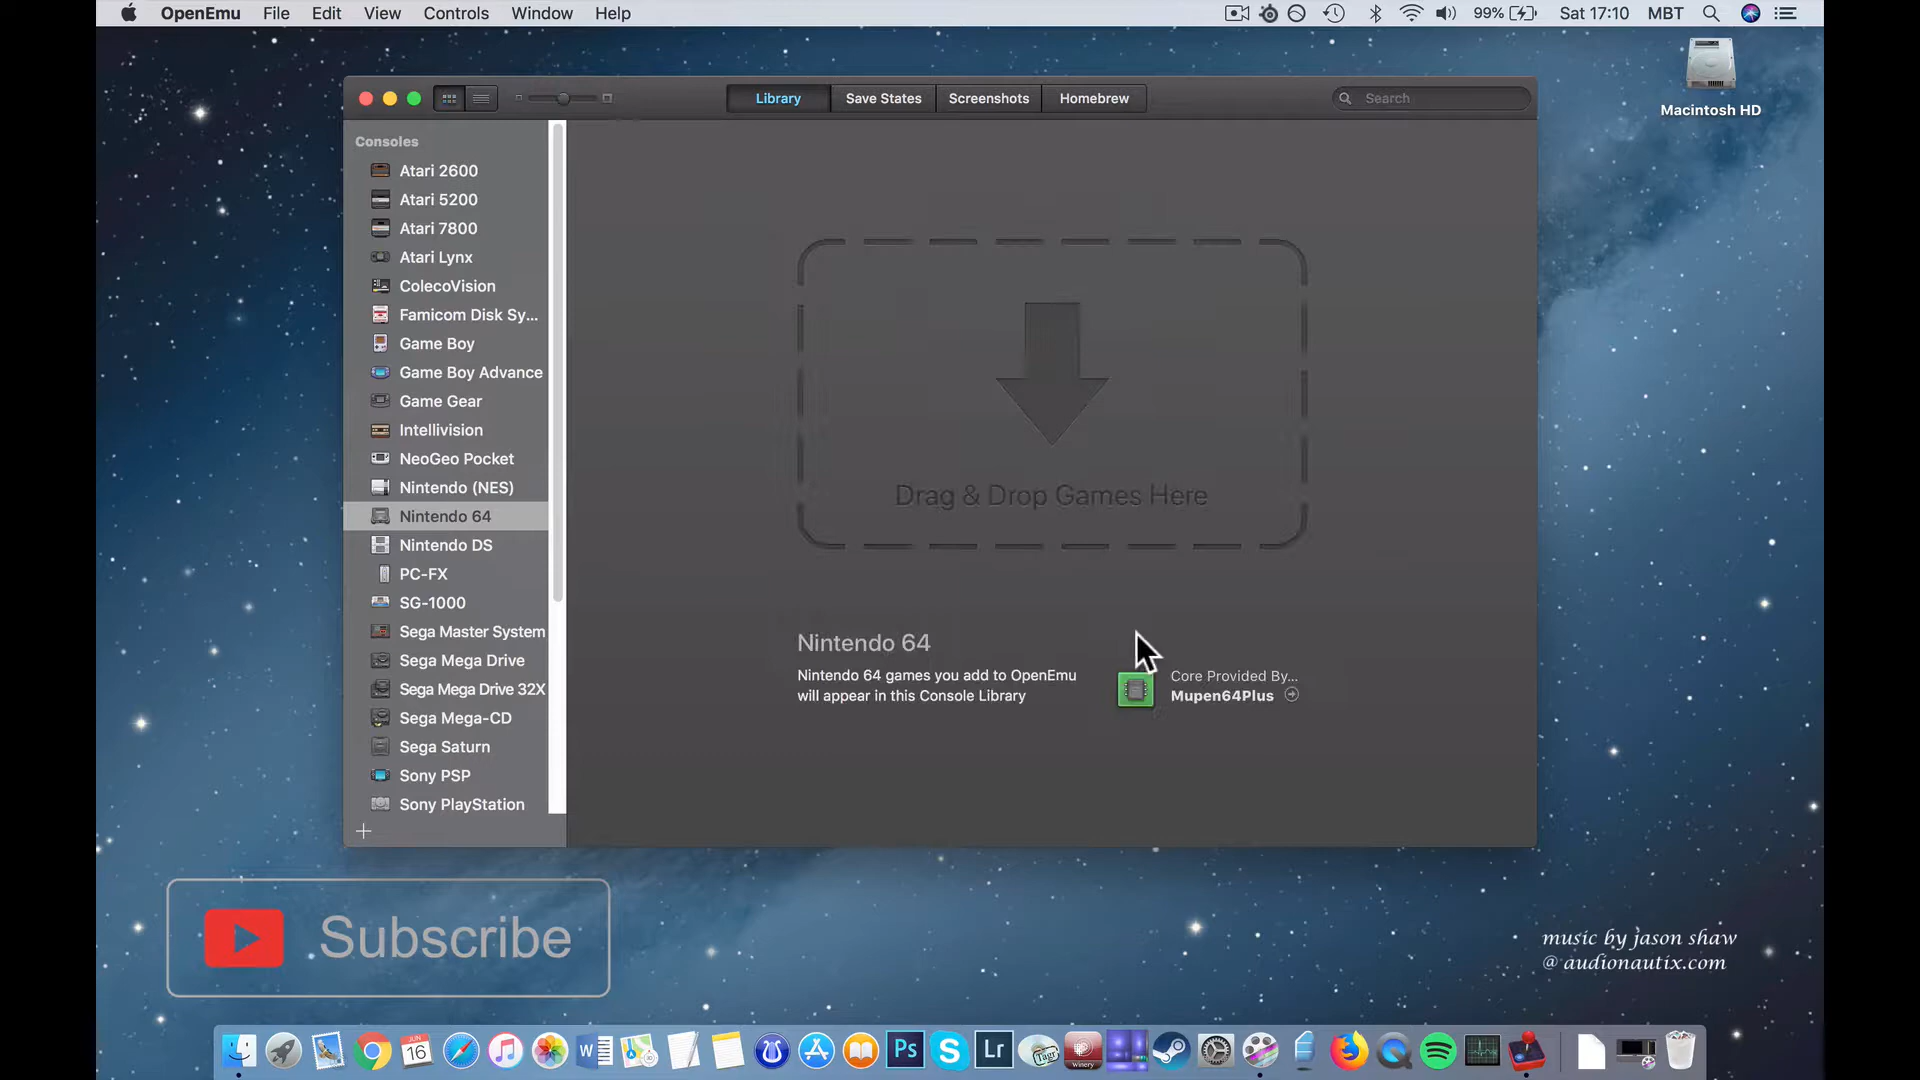 OpenEmu File Edit View Controls Window Help 99% Sat 17:10 MBT
Macintosh HD
Library Save States Screenshots Homebrew Search
Consoles
Atari 2600
Atari 5200
Atari 7800
Atari Lynx
ColecoVision
Famicom Disk Sy...
Game Boy
Game Boy Advance
Game Gear
Intellivision
NeoGeo Pocket
Nintendo (NES)
Nintendo 64
Nintendo DS
PC-FX
SG-1000
Sega Master System
Sega Mega Drive
Sega Mega Drive 32X
Sega Mega-CD
Sega Saturn
Sony PSP
Sony PlayStation
Drag & Drop Games Here
Nintendo 64
Nintendo 64 games you add to OpenEmu
will appear in this Console Library
Core Provided By...
Mupen64Plus
Subscribe
music by jason shaw
@ audionautix.com
JUN
16
W
Ps
Lr
Tagr
winery